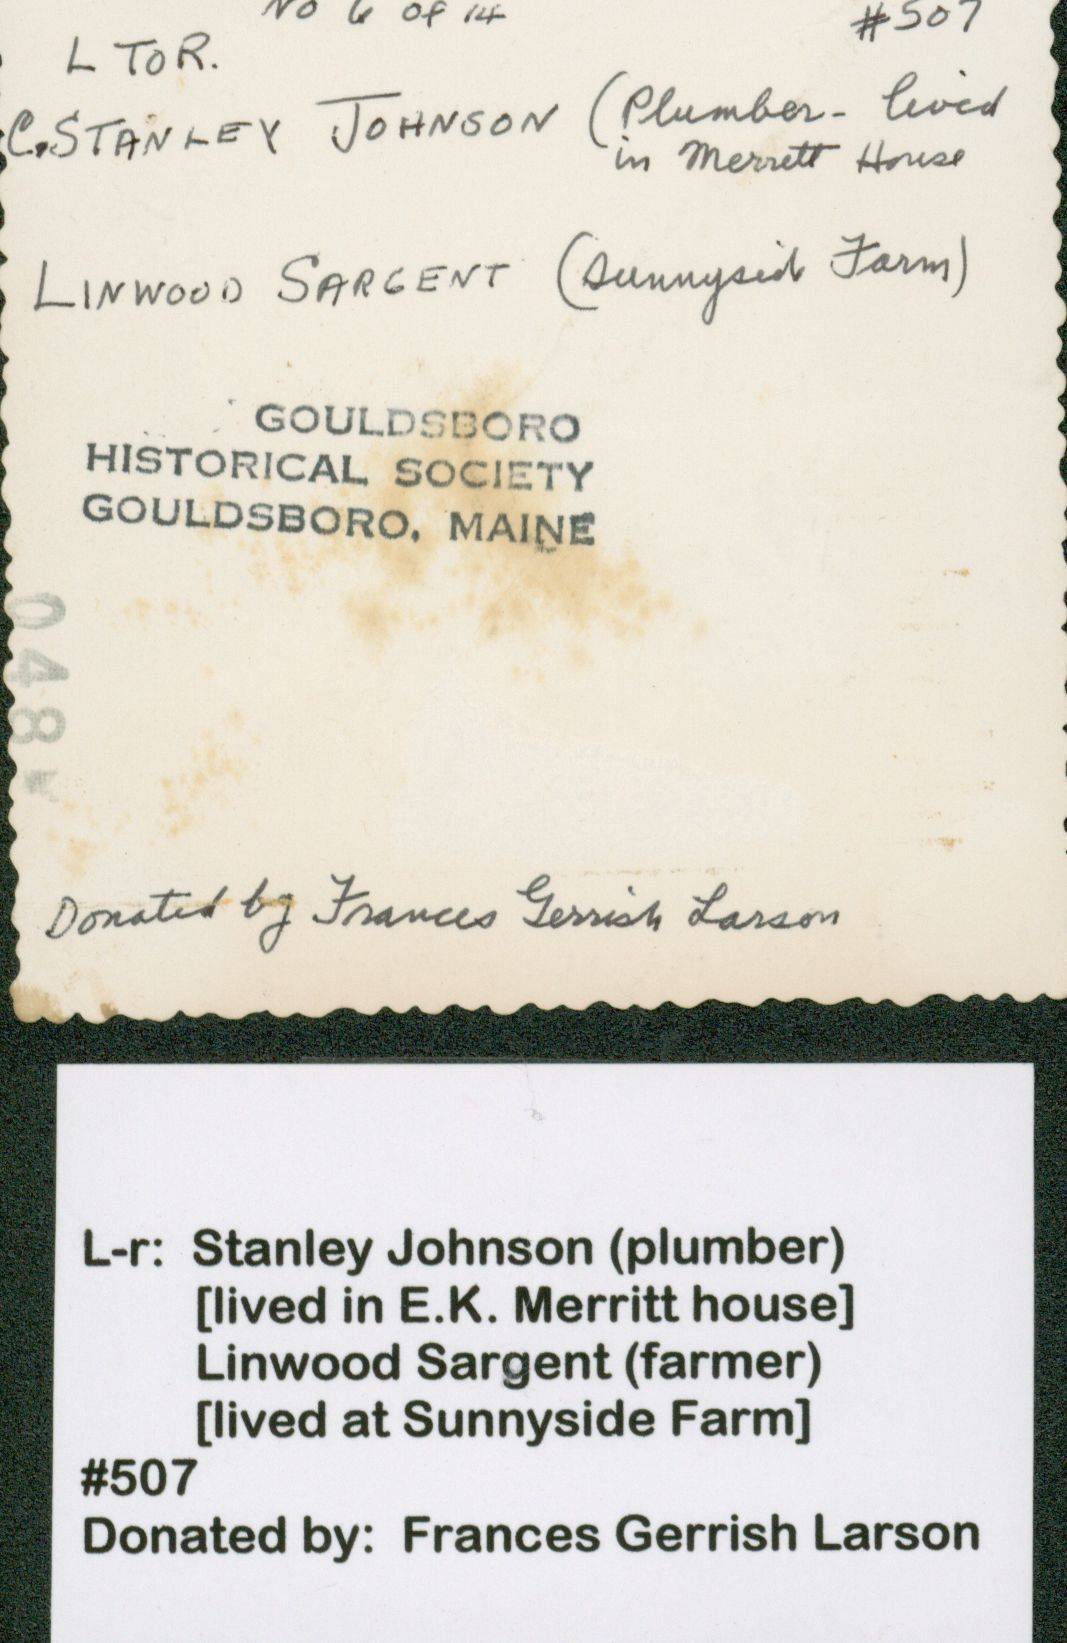 No 6 of 14 #507
L TO R.
C. STANLEY JOHNSON (Plumber - lived
in Merrett House
LINWOOD SARGENT (Sunnyside Farm)
GOULDSBORO
HISTORICAL SOCIETY
GOULDSBORO, MAINE
048
Donated by Frances Gerrish Larson
L-r: Stanley Johnson (plumber)
[lived in E.K. Merritt house]
Linwood Sargent (farmer)
[lived at Sunnyside Farm]
#507
Donated by: Frances Gerrish Larson